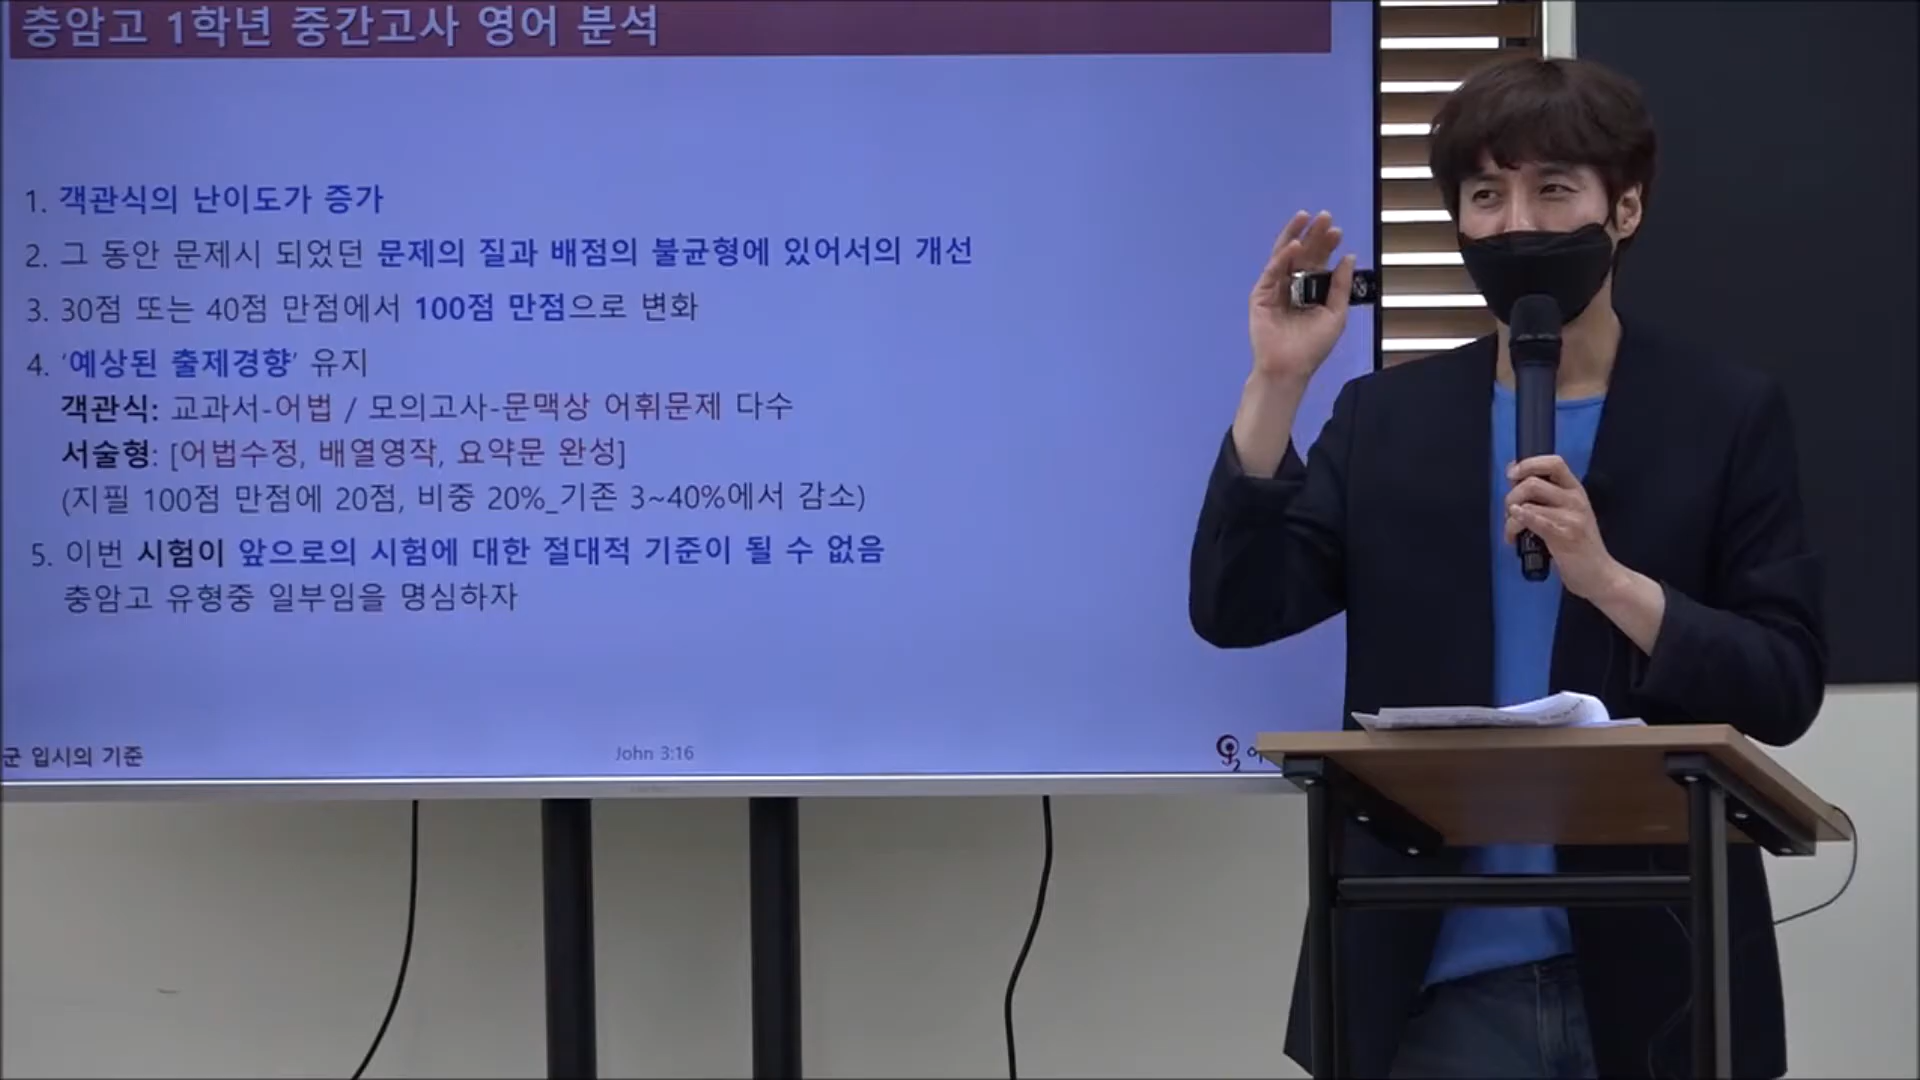 충암고 1학년 중간고사 영어 분석
1. 객관식의 난이도가 증가
2. 그 동안 문제시 되었던 문제의 질과 배점의 불균형에 있어서의 개선
3. 30점 또는 40점 만점에서 100점 만점으로 변화
4. ‘예상된 출제경향’ 유지
객관식: 교과서-어법 / 모의고사-문맥상 어휘문제 다수
서술형: [어법수정, 배열영작, 요약문 완성]
(지필 100점 만점에 20점, 비중 20%_기존 3~40%에서 감소)
5. 이번 시험이 앞으로의 시험에 대한 절대적 기준이 될 수 없음
충암고 유형중 일부임을 명심하자
군 입시의 기준
John 3:16